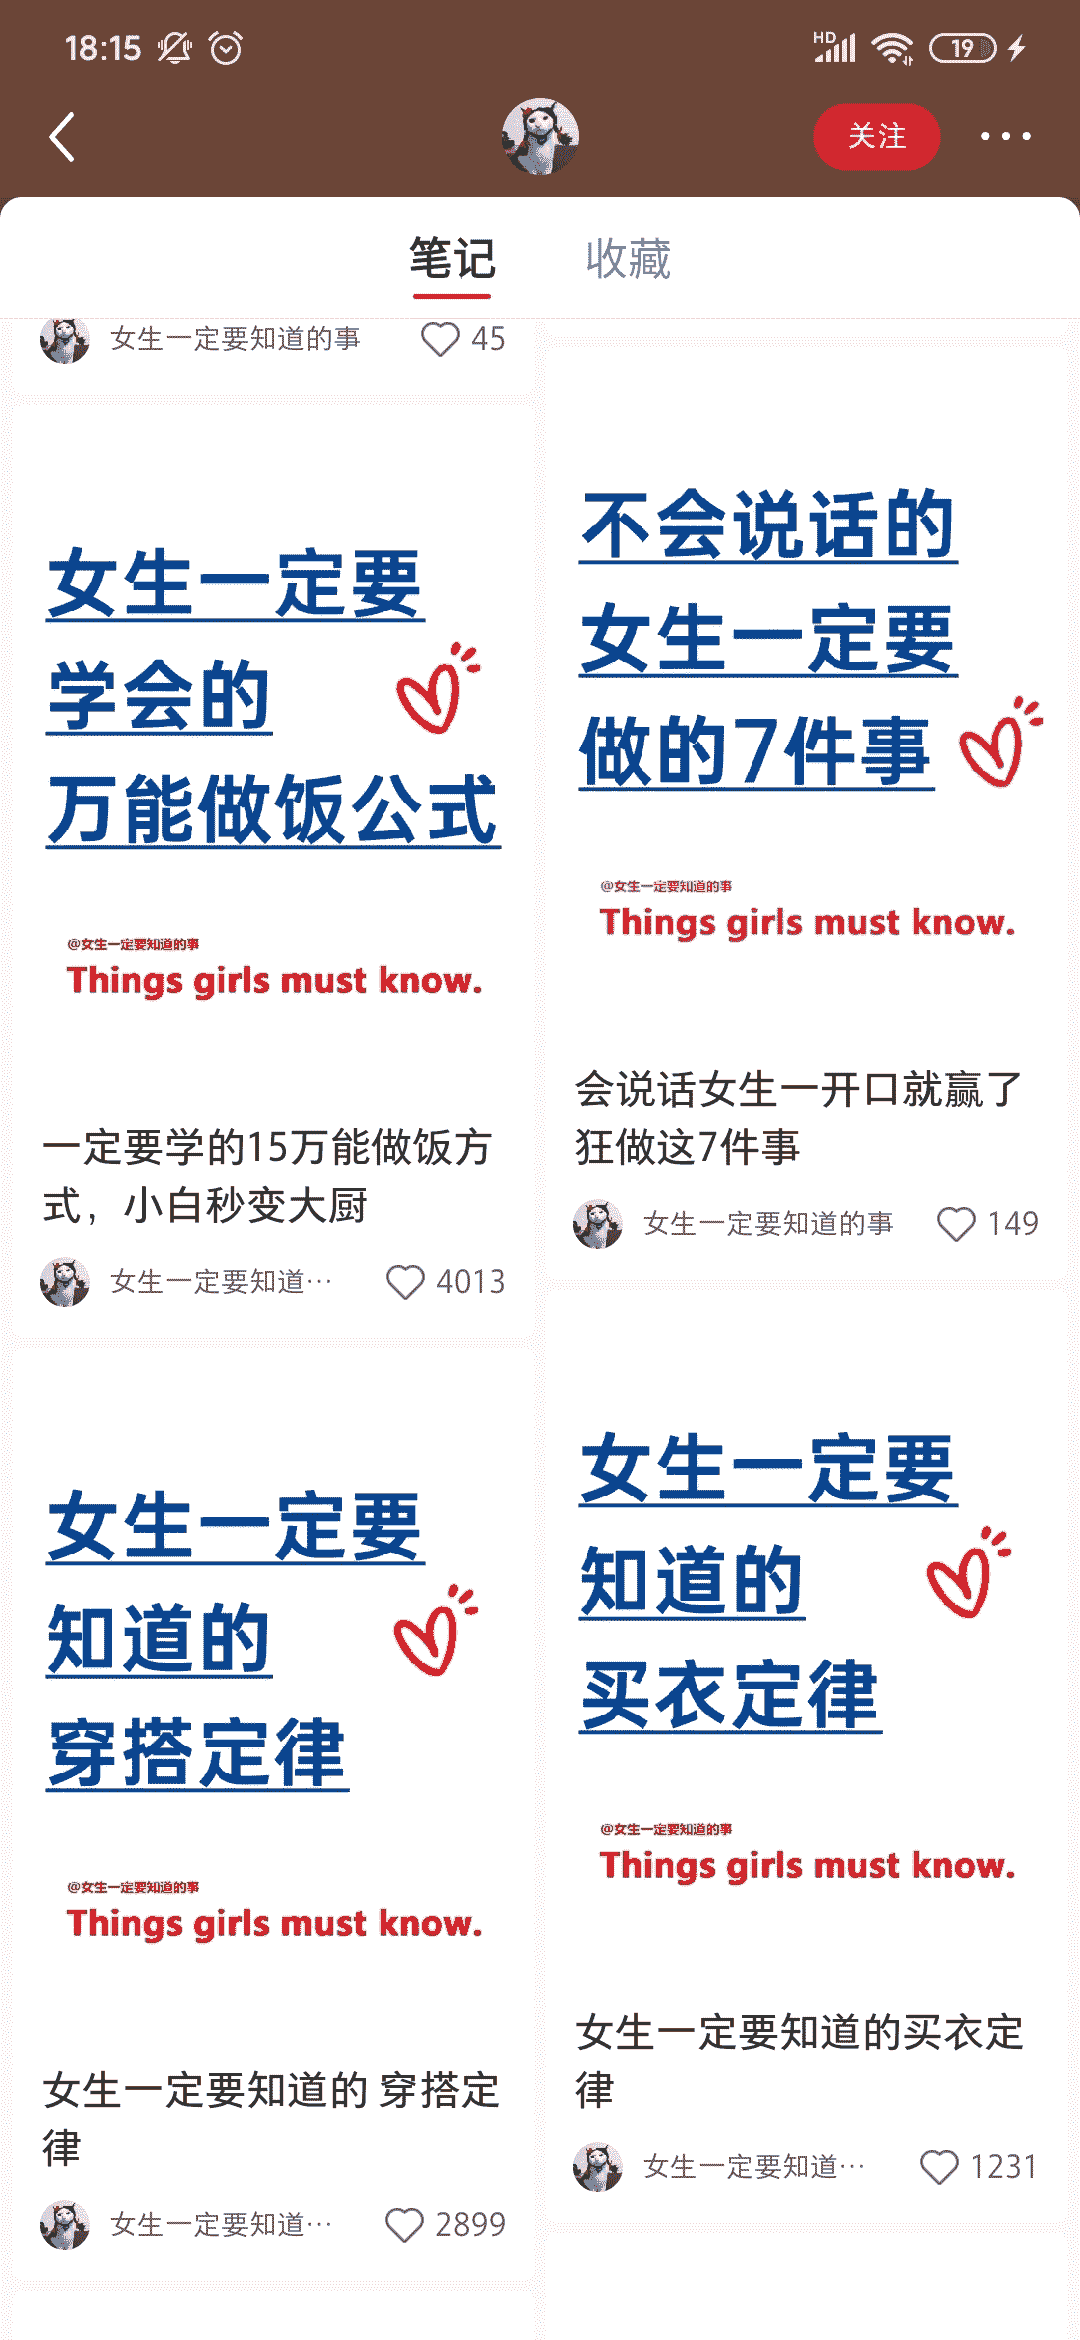 18:15
HD
19
关注
笔记 收藏
女生一定要知道的事 45
女生一定要
学会的
万能做饭公式
@女生一定要知道的事
Things girls must know.
一定要学的15万能做饭方
式，小白秒变大厨
女生一定要知道… 4013
女生一定要
知道的
穿搭定律
@女生一定要知道的事
Things girls must know.
女生一定要知道的 穿搭定
律
女生一定要知道… 2899
不会说话的
女生一定要
做的7件事
@女生一定要知道的事
Things girls must know.
会说话女生一开口就赢了
狂做这7件事
女生一定要知道的事 149
女生一定要
知道的
买衣定律
@女生一定要知道的事
Things girls must know.
女生一定要知道的买衣定
律
女生一定要知道… 1231